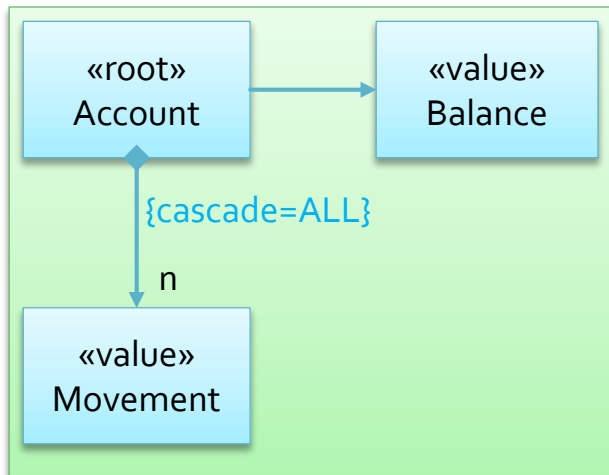 «root»
Account
«value»
Balance
{cascade=ALL}
n
«value»
Movement